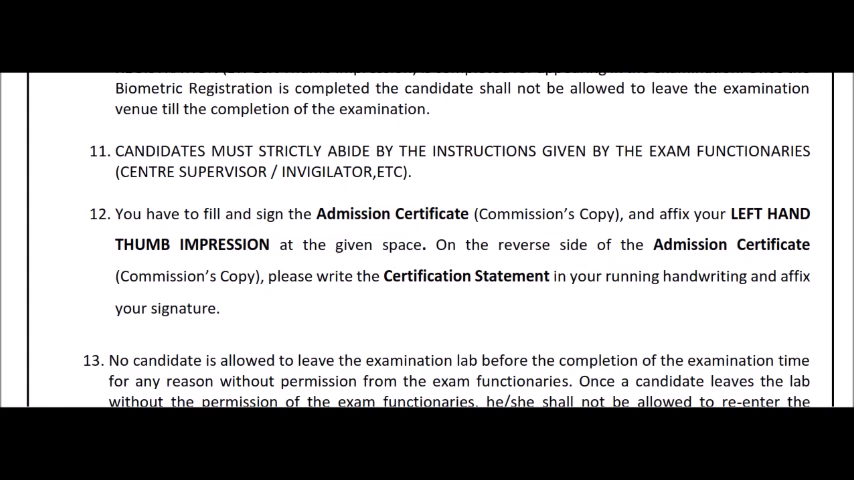 Biometric Registration is completed the candidate shall not be allowed to leave the examination
venue till the completion of the examination.
11. CANDIDATES MUST STRICTLY ABIDE BY THE INSTRUCTIONS GIVEN BY THE EXAM FUNCTIONARIES
(CENTRE SUPERVISOR / INVIGILATOR,ETC).
12. You have to fill and sign the Admission Certificate (Commission's Copy), and affix your LEFT HAND
THUMB IMPRESSION at the given space. On the reverse side of the Admission Certificate
(Commission's Copy), please write the Certification Statement in your running handwriting and affix
your signature.
13. No candidate is allowed to leave the examination lab before the completion of the examination time
for any reason without permission from the exam functionaries. Once a candidate leaves the lab
without the permission of the exam functionaries, he/she shall not be allowed to re-enter the